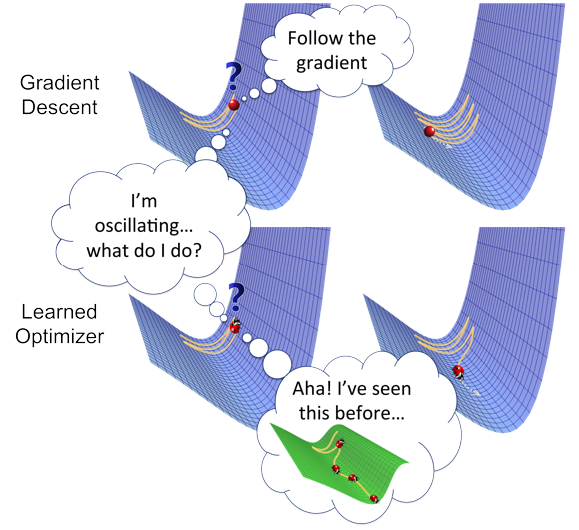 Follow the
gradient
Gradient
Descent
?
I'm
oscillating...
what do I do?
Learned
Optimizer
?
Aha! I've seen
this before...